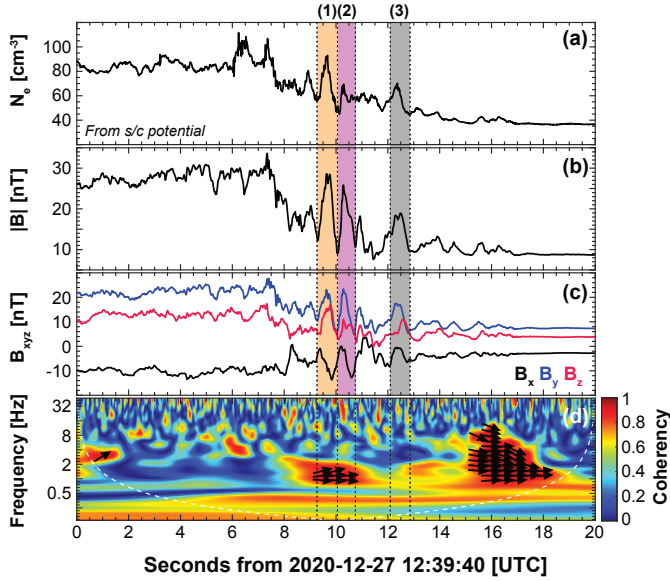 (1) (2) (3)
(a)
100
80
60
40
Nₑ [cm⁻³]
From s/c potential
(b)
30
20
10
|B| [nT]
(c)
20
10
0
-10
Bxyz [nT]
Bx By Bz
(d)
32
8
2
0.5
Frequency [Hz]
1
0.8
0.6
0.4
0.2
0
Coherency
0 2 4 6 8 10 12 14 16 18 20
Seconds from 2020-12-27 12:39:40 [UTC]